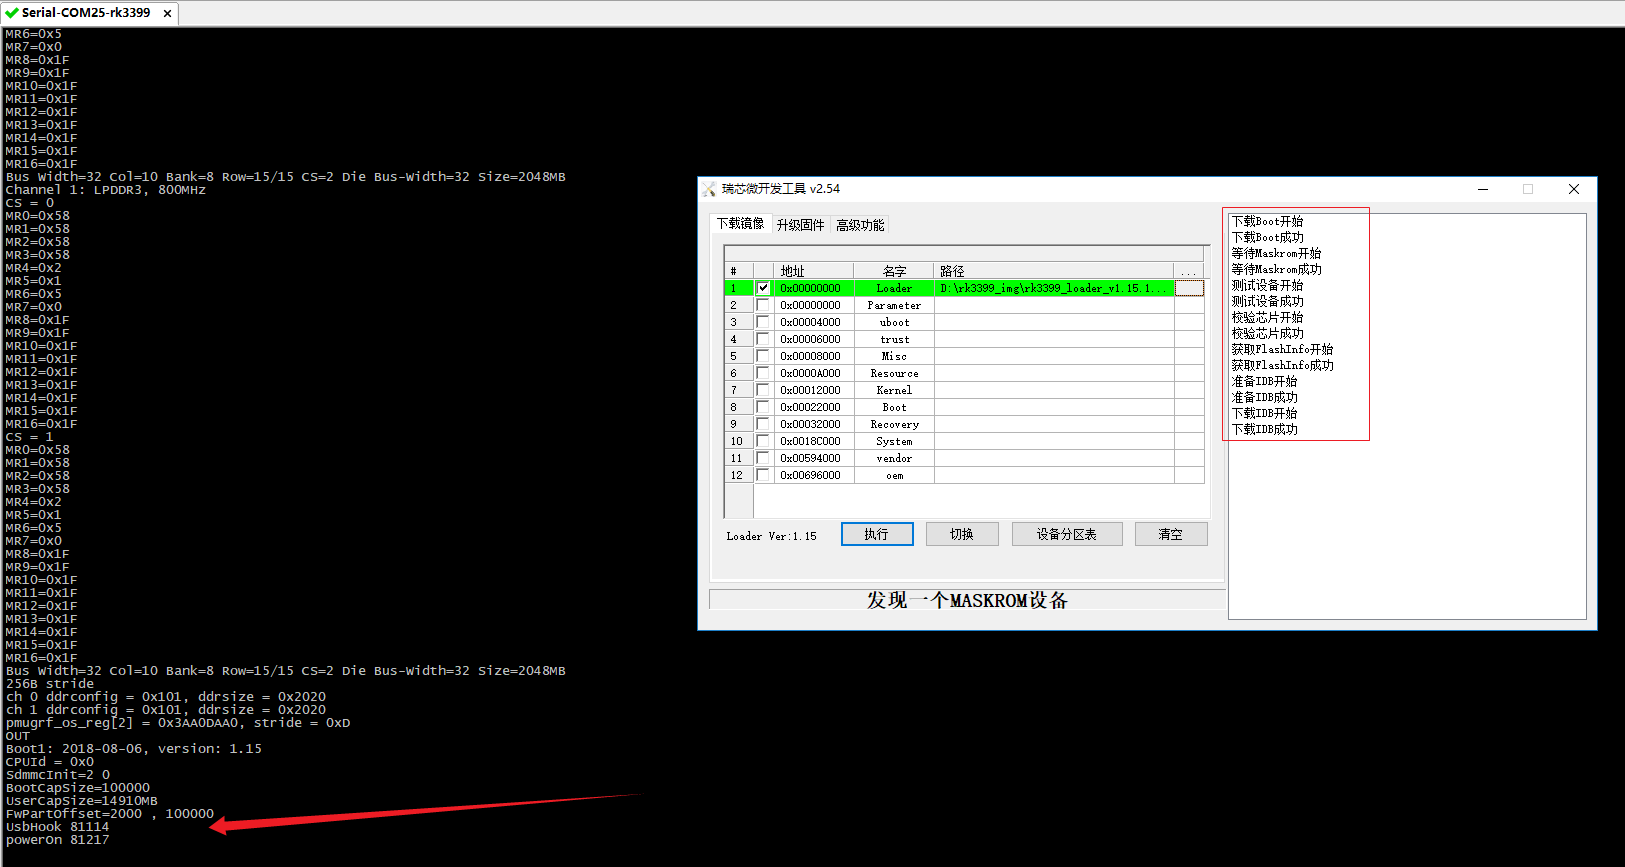 Serial-COM25-rk3399
MR6=0x5
MR7=0x0
MR8=0x1F
MR9=0x1F
MR10=0x1F
MR11=0x1F
MR12=0x1F
MR13=0x1F
MR14=0x1F
MR15=0x1F
MR16=0x1F
Bus Width=32 Col=10 Bank=8 Row=15/15 CS=2 Die Bus-Width=32 Size=2048MB
Channel 1: LPDDR3, 800MHz
CS = 0
MR0=0x58
MR1=0x58
MR2=0x58
MR3=0x58
MR4=0x2
MR5=0x1
MR6=0x5
MR7=0x0
MR8=0x1F
MR9=0x1F
MR10=0x1F
MR11=0x1F
MR12=0x1F
MR13=0x1F
MR14=0x1F
MR15=0x1F
MR16=0x1F
CS = 1
MR0=0x58
MR1=0x58
MR2=0x58
MR3=0x58
MR4=0x2
MR5=0x1
MR6=0x5
MR7=0x0
MR8=0x1F
MR9=0x1F
MR10=0x1F
MR11=0x1F
MR12=0x1F
MR13=0x1F
MR14=0x1F
MR15=0x1F
MR16=0x1F
Bus Width=32 Col=10 Bank=8 Row=15/15 CS=2 Die Bus-Width=32 Size=2048MB
256B stride
ch 0 ddrconfig = 0x101, ddrsize = 0x2020
ch 1 ddrconfig = 0x101, ddrsize = 0x2020
pmugrf_os_reg[2] = 0x3AA0DAA0, stride = 0xD
OUT
Boot1: 2018-08-06, version: 1.15
CPUId = 0x0
SdmmcInit=2 0
BootCapSize=100000
UserCapSize=14910MB
FwPartOffset=2000 , 100000
UsbHook 81114
powerOn 81217
瑞芯微开发工具 v2.54
下载镜像 升级固件 高级功能
# 地址 名字 路径 ...
1 0x00000000 Loader D:\rk3399_img\rk3399_loader_v1.15.1...
2 0x00000000 Parameter
3 0x00004000 uboot
4 0x00006000 trust
5 0x00008000 Misc
6 0x0000A000 Resource
7 0x00012000 Kernel
8 0x00022000 Boot
9 0x00032000 Recovery
10 0x0018C000 System
11 0x00594000 vendor
12 0x00696000 oem
Loader Ver:1.15 执行 切换 设备分区表 清空
发现一个MASKROM设备
下载Boot开始
下载Boot成功
等待Maskrom开始
等待Maskrom成功
测试设备开始
测试设备成功
校验芯片开始
校验芯片成功
获取FlashInfo开始
获取FlashInfo成功
准备IDB开始
准备IDB成功
下载IDB开始
下载IDB成功